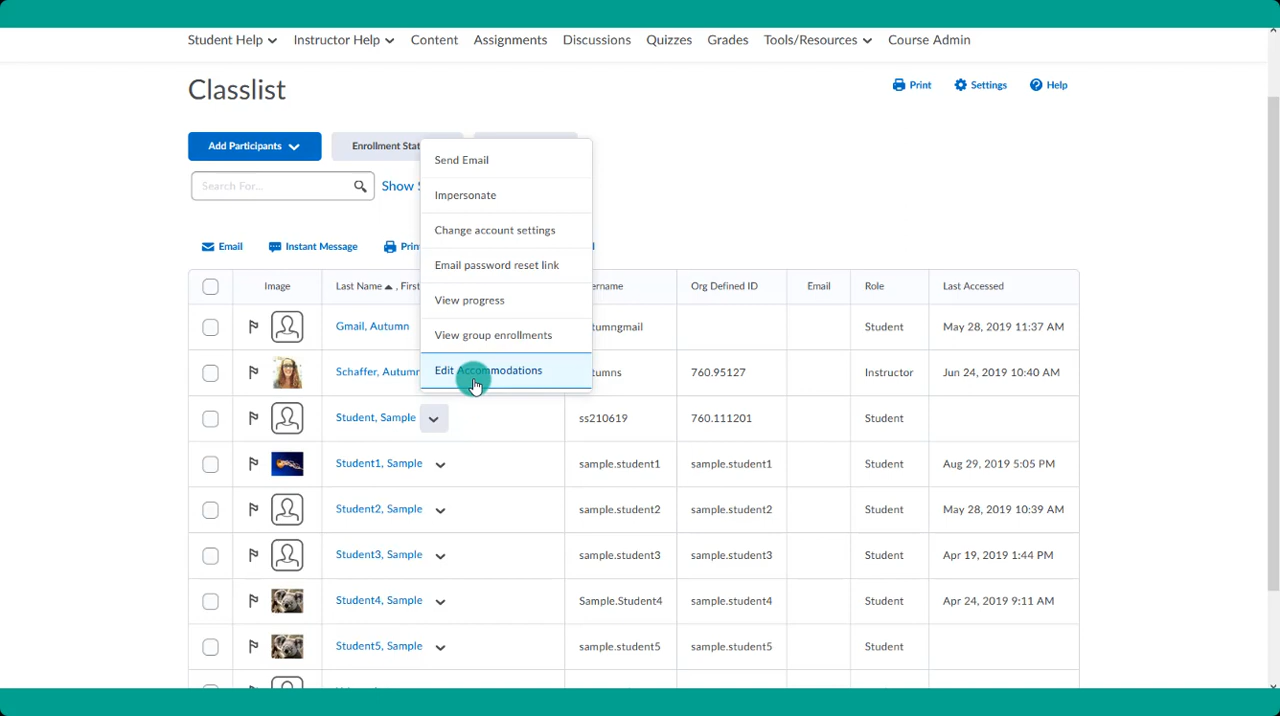 Student Help Instructor Help Content Assignments Discussions Quizzes Grades Tools/Resources Course Admin
Classlist
Print Settings Help
Add Participants Enrollment
Send Email
Search For... Show
Impersonate
Change account settings
Email Instant Message
Email password reset link
Image Last Name , First Org Defined ID Email Role Last Accessed
View progress
Gmail, Autumn Student May 28, 2019 11:37 AM
View group enrollments
Schaffer, Autumn 760.95127 Instructor Jun 24, 2019 10:40 AM
Edit Accommodations
Student, Sample ss210619 760.111201 Student
Student1, Sample sample.student1 sample.student1 Student Aug 29, 2019 5:05 PM
Student2, Sample sample.student2 sample.student2 Student May 28, 2019 10:39 AM
Student3, Sample sample.student3 sample.student3 Student Apr 19, 2019 1:44 PM
Student4, Sample Sample.Student4 sample.student4 Student Apr 24, 2019 9:11 AM
Student5, Sample sample.student5 sample.student5 Student